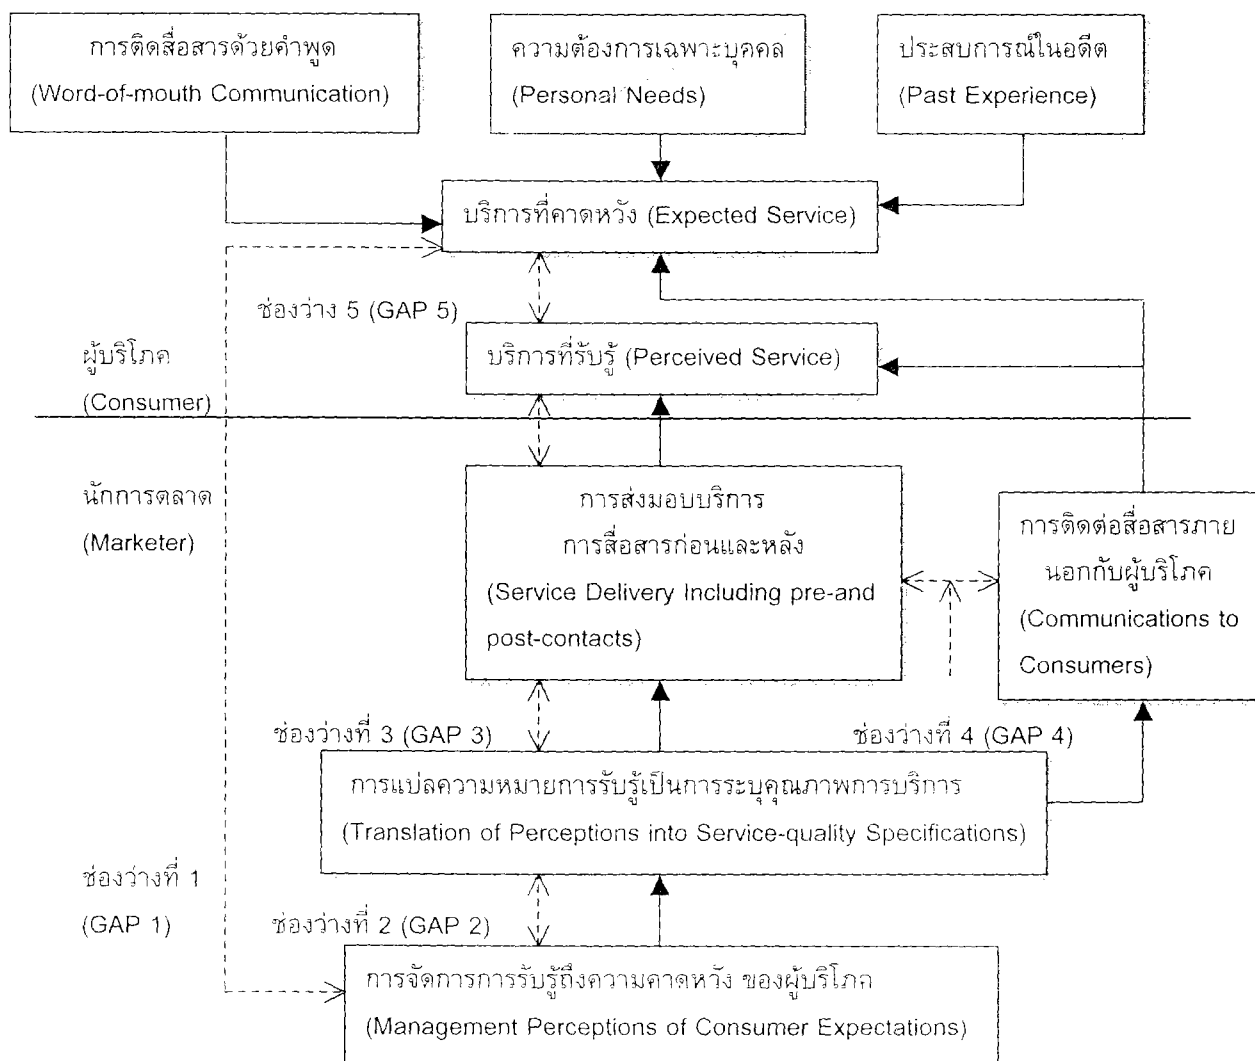 การติดสื่อสารด้วยคำพูด
(Word-of-mouth Communication)
ความต้องการเฉพาะบุคคล
(Personal Needs)
ประสบการณ์ในอดีต
(Past Experience)
บริการที่คาดหวัง (Expected Service)
ช่องว่าง 5 (GAP 5)
บริการที่รับรู้ (Perceived Service)
ผู้บริโภค
(Consumer)
นักการตลาด
(Marketer)
การส่งมอบบริการ
การสื่อสารก่อนและหลัง
(Service Delivery Including pre-and
post-contacts)
การติดต่อสื่อสารภาย
นอกกับผู้บริโภค
(Communications to
Consumers)
ช่องว่างที่ 3 (GAP 3)
ช่องว่างที่ 4 (GAP 4)
การแปลความหมายการรับรู้เป็นการระบุคุณภาพการบริการ
(Translation of Perceptions into Service-quality Specifications)
ช่องว่างที่ 1
(GAP 1)
ช่องว่างที่ 2 (GAP 2)
การจัดการการรับรู้ถึงความคาดหวัง ของผู้บริโภค
(Management Perceptions of Consumer Expectations)